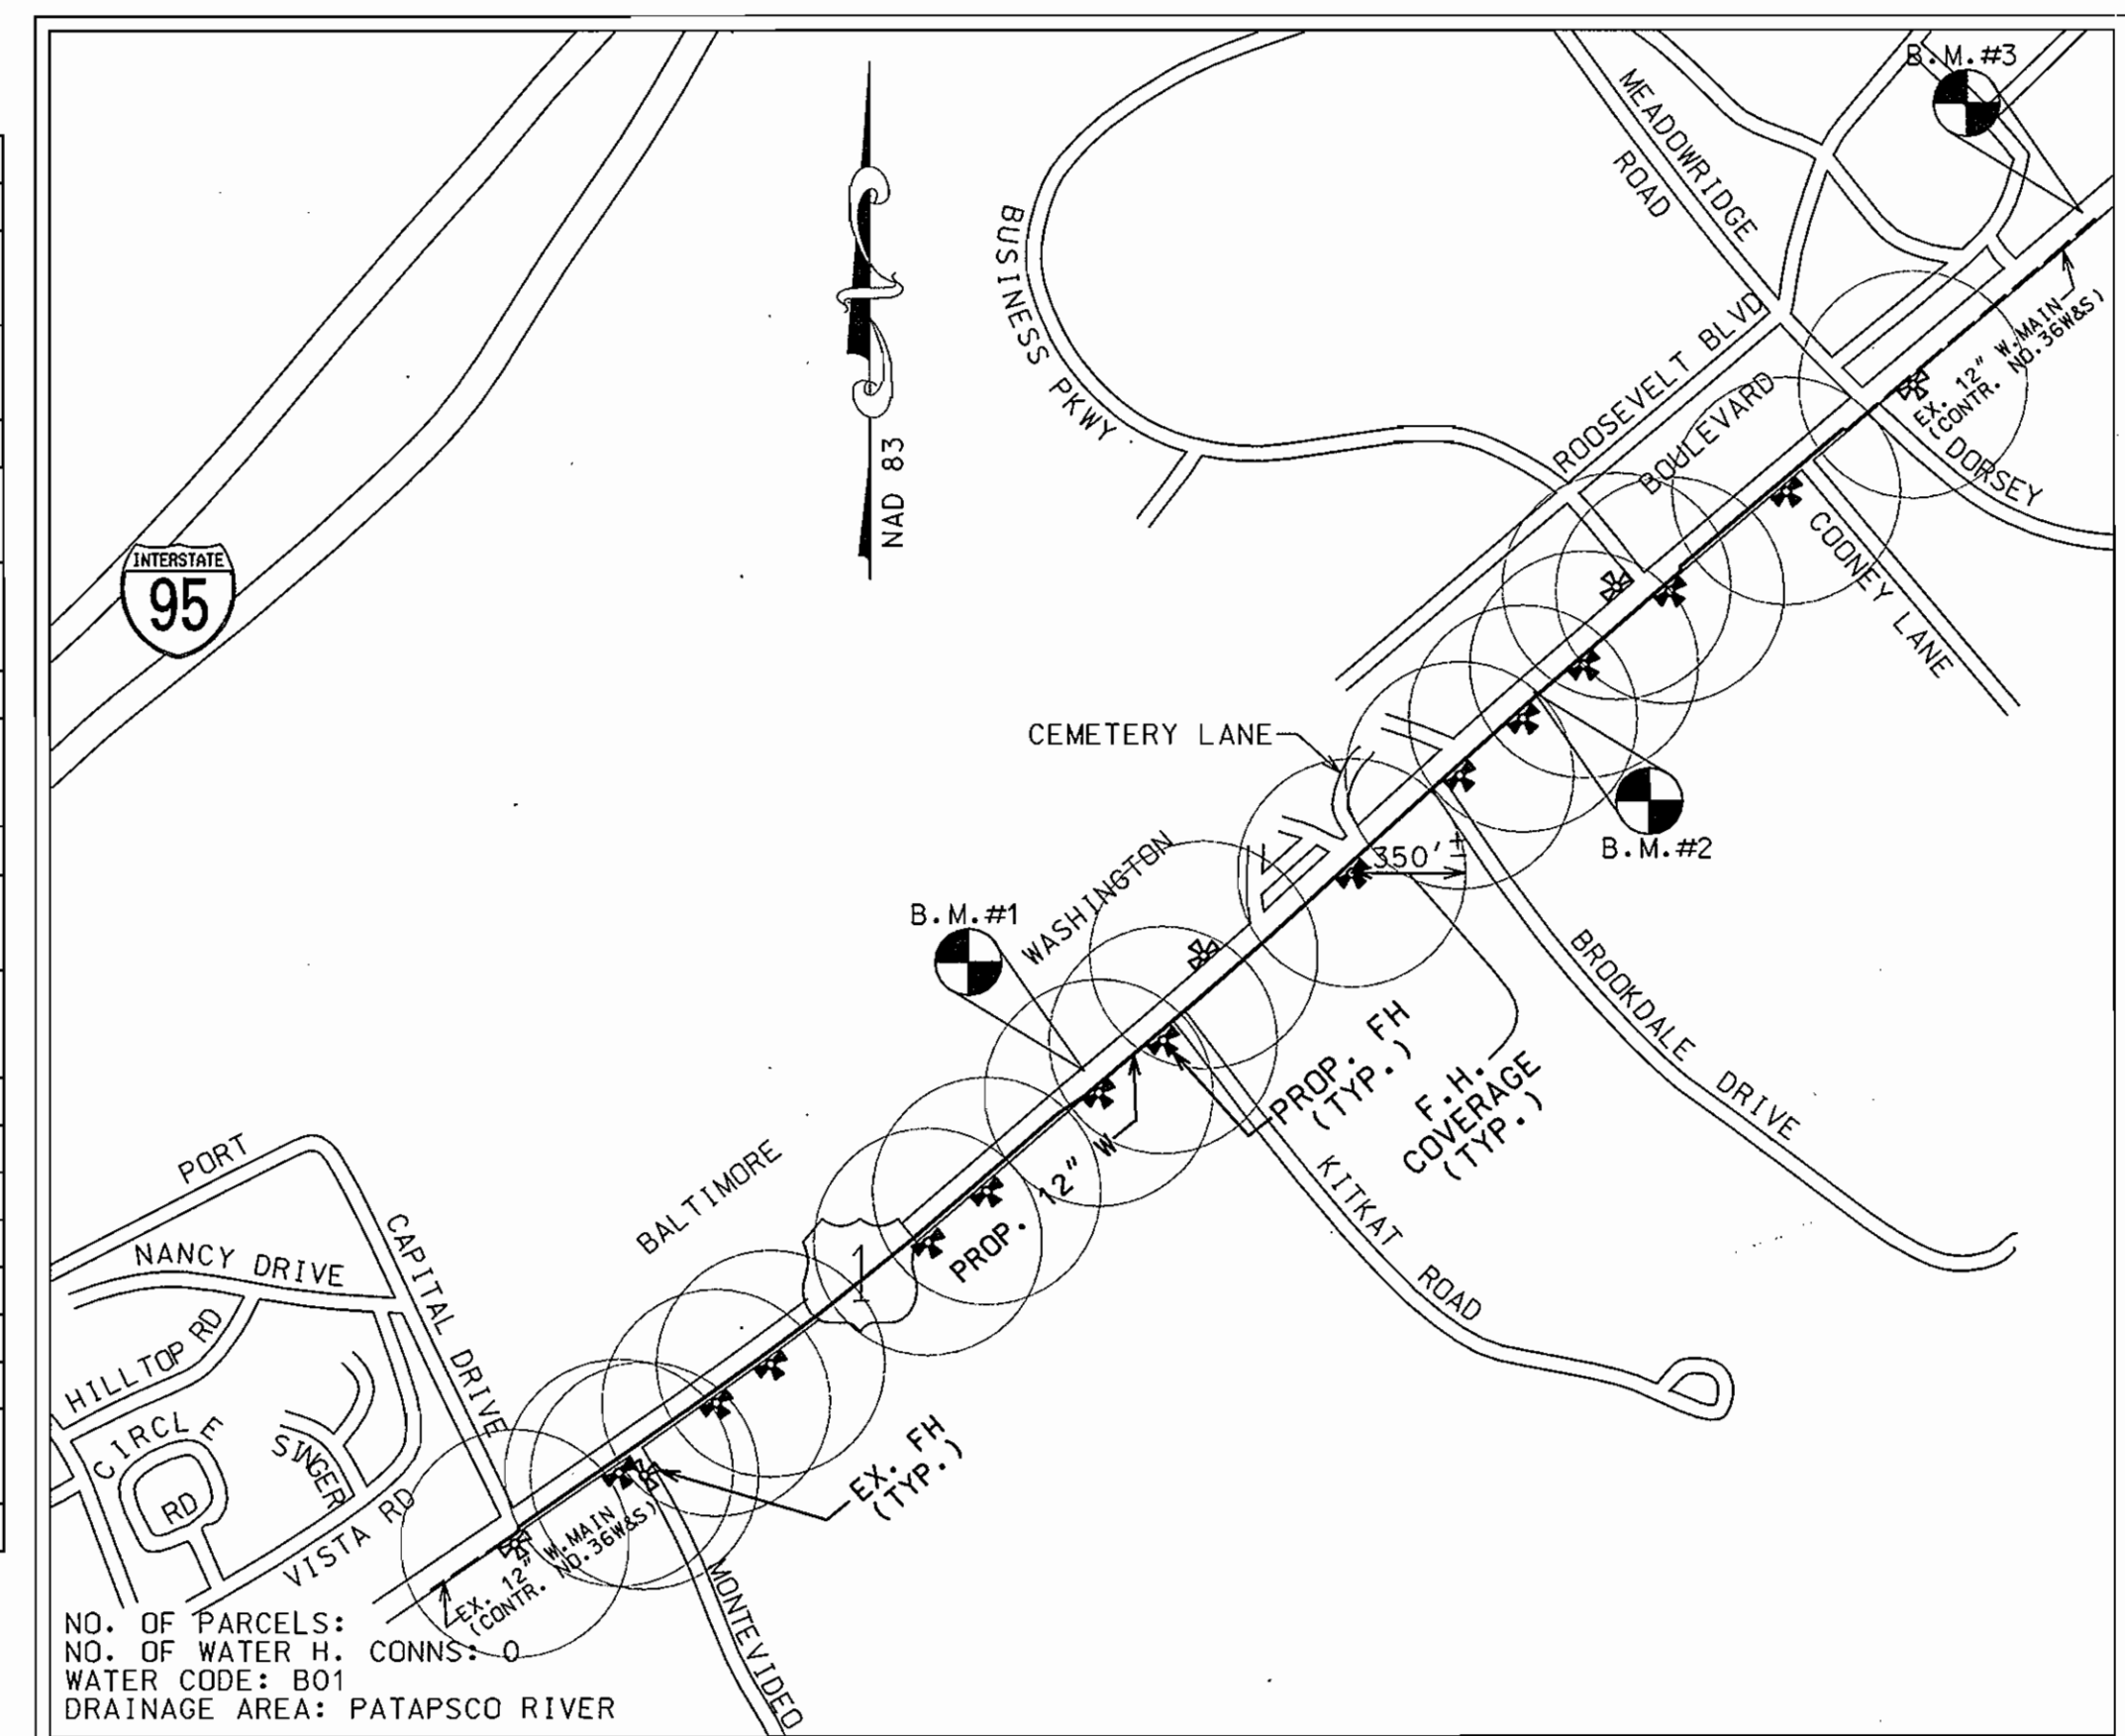 B.M.#3
MEADOWRIDGE
ROAD
BUSINESS PKWY
NAD 83
INTERSTATE
95
ROOSEVELT BLVD
BOULEVARD
EX. 12" W.MAIN
(CONTR. NO.36W&S)
DORSEY
COONEY LANE
CEMETERY LANE
B.M.#2
350'±
WASHINGTON
B.M.#1
BROOKDALE DRIVE
PROP. FH
(TYP.)
F.H.
COVERAGE
(TYP.)
PROP. 12" W
KITKAT ROAD
BALTIMORE
1
PORT
CAPITAL DRIVE
NANCY DRIVE
HILLTOP RD
CIRCLE
RD
SINGER
VISTA RD
EX. FH
(TYP.)
EX. 12" W.MAIN
(CONTR. NO.36W&S)
MONTEVIDEO
NO. OF PARCELS:
NO. OF WATER H. CONNS: 0
WATER CODE: B01
DRAINAGE AREA: PATAPSCO RIVER